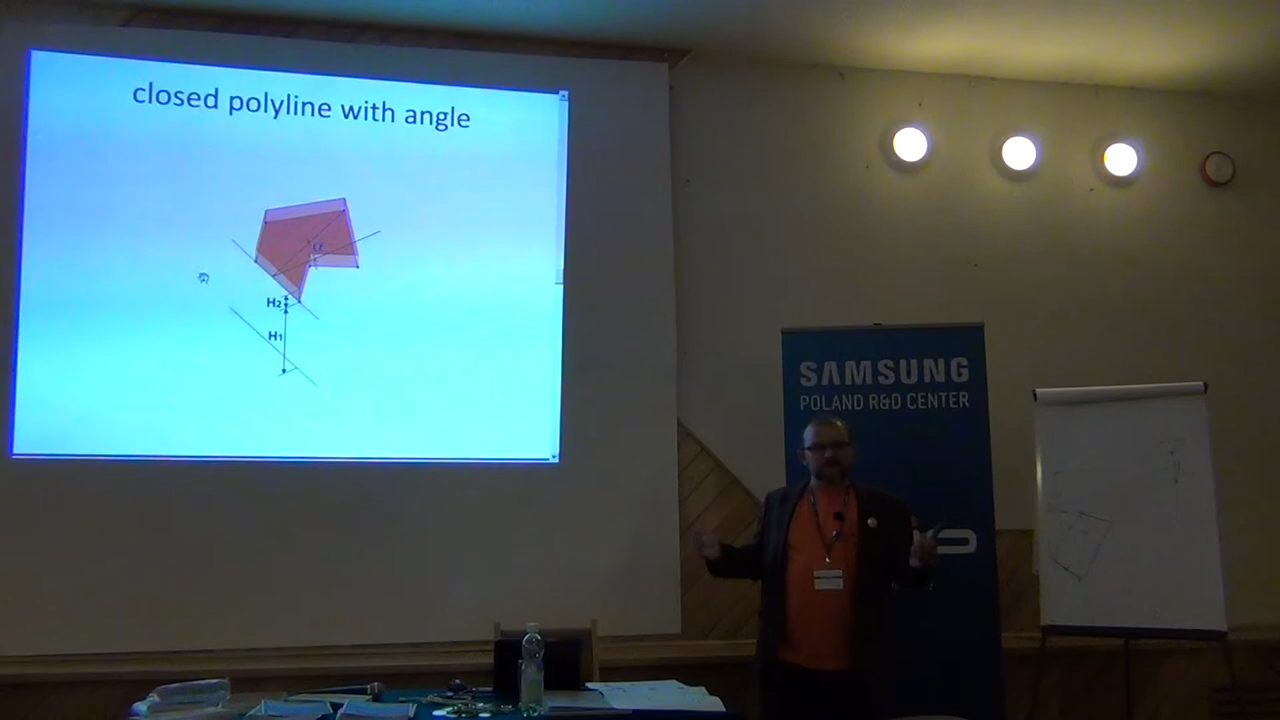 closed polyline with angle
α
H2
H1
SAMSUNG
POLAND R&D CENTER